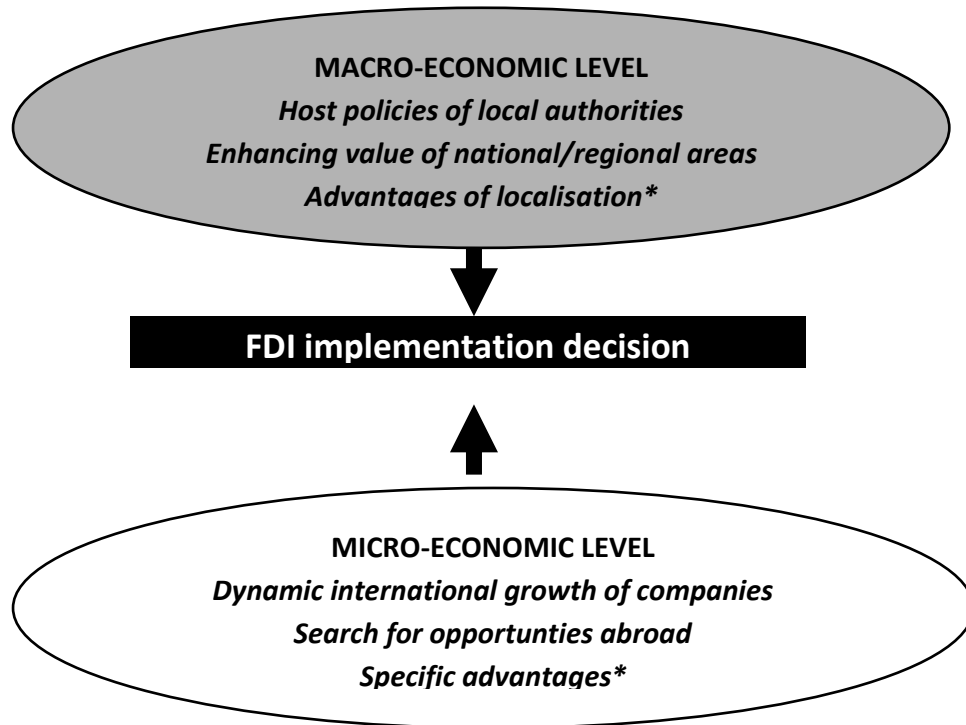 MACRO-ECONOMIC LEVEL
Host policies of local authorities
Enhancing value of national/regional areas
Advantages of localisation*
FDI implementation decision
MICRO-ECONOMIC LEVEL
Dynamic international growth of companies
Search for opportunties abroad
Specific advantages*